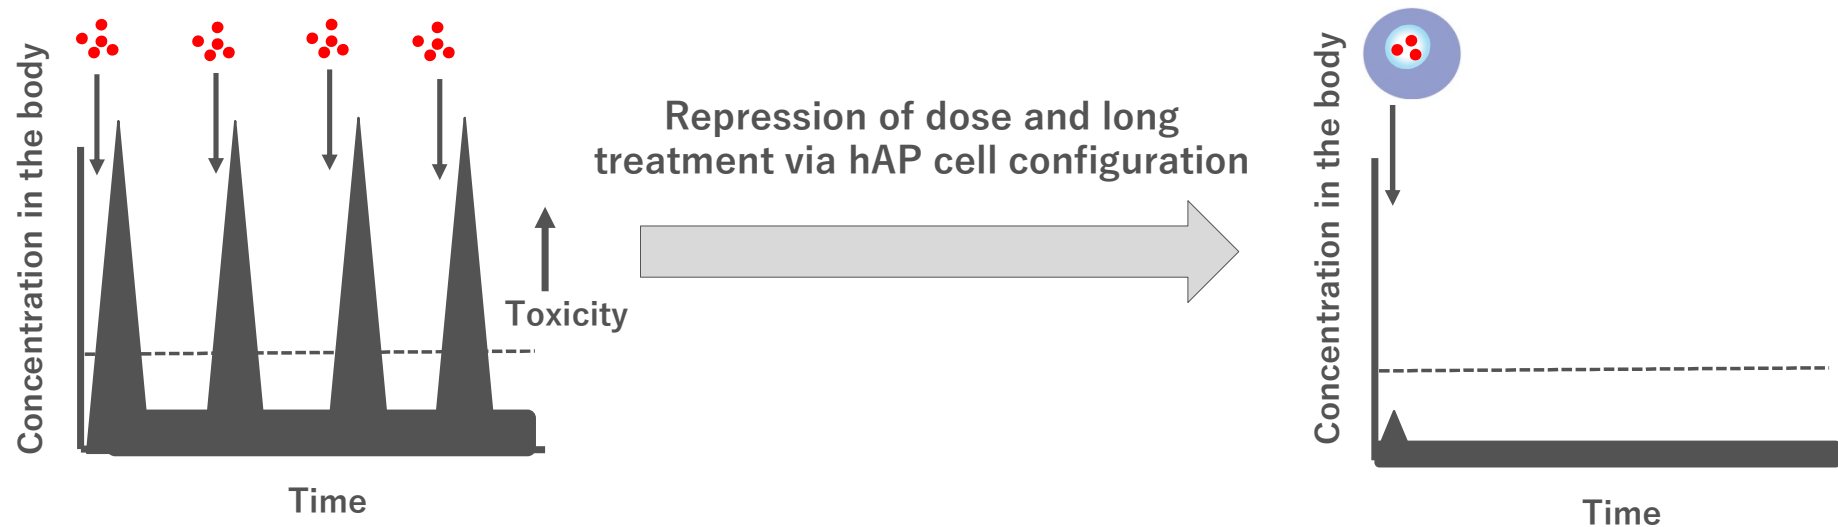 Concentration in the body
Toxicity
Time
Repression of dose and long
treatment via hAP cell configuration
Concentration in the body
Time